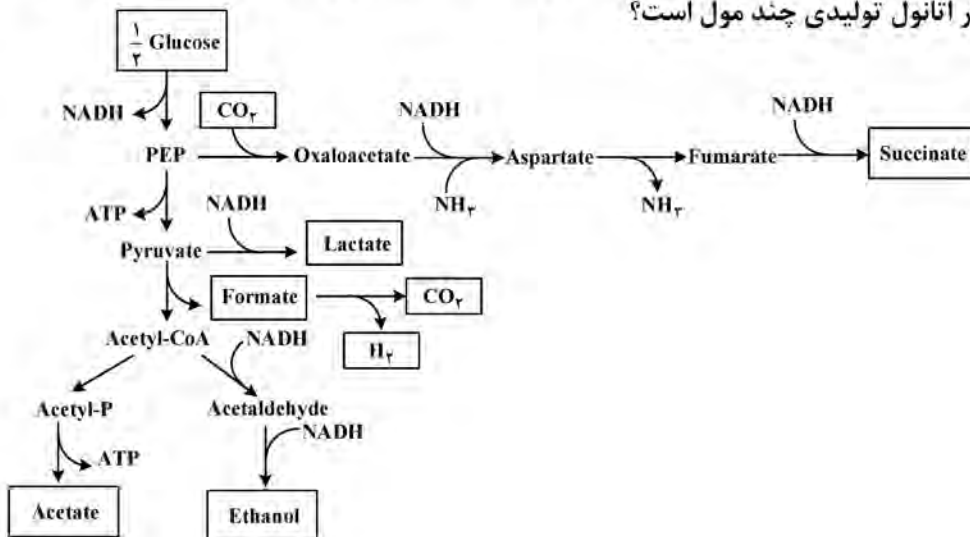 ر اتانول تولیدی چند مول است؟
۱/۲ Glucose
NADH
CO۲
NADH
NADH
PEP
Oxaloacetate
Aspartate
Fumarate
Succinate
NH۳
NH۳
ATP
NADH
Pyruvate
Lactate
Formate
CO۲
Acetyl-CoA
NADH
H۲
Acetyl-P
Acetaldehyde
NADH
ATP
Acetate
Ethanol